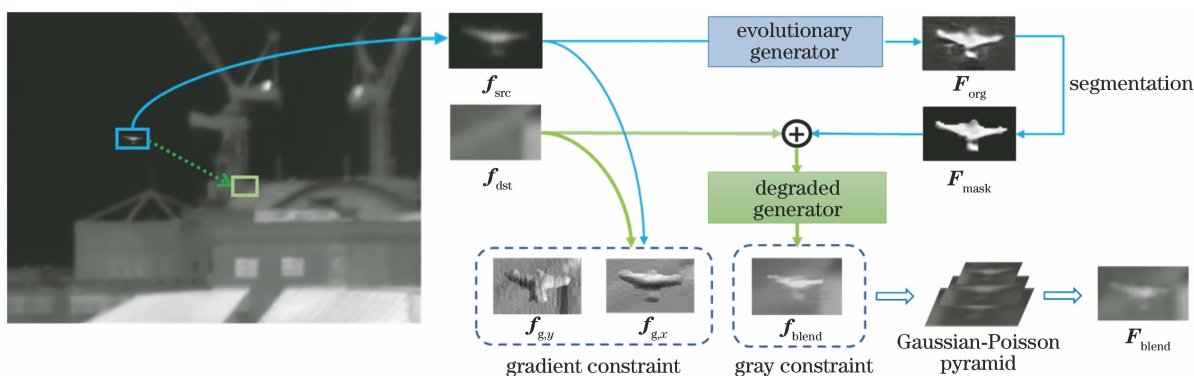 evolutionary
generator
f_src
F_org
segmentation
f_dst
F_mask
degraded
generator
f_g,y
f_g,x
f_blend
F_blend
gradient constraint
gray constraint
Gaussian-Poisson
pyramid